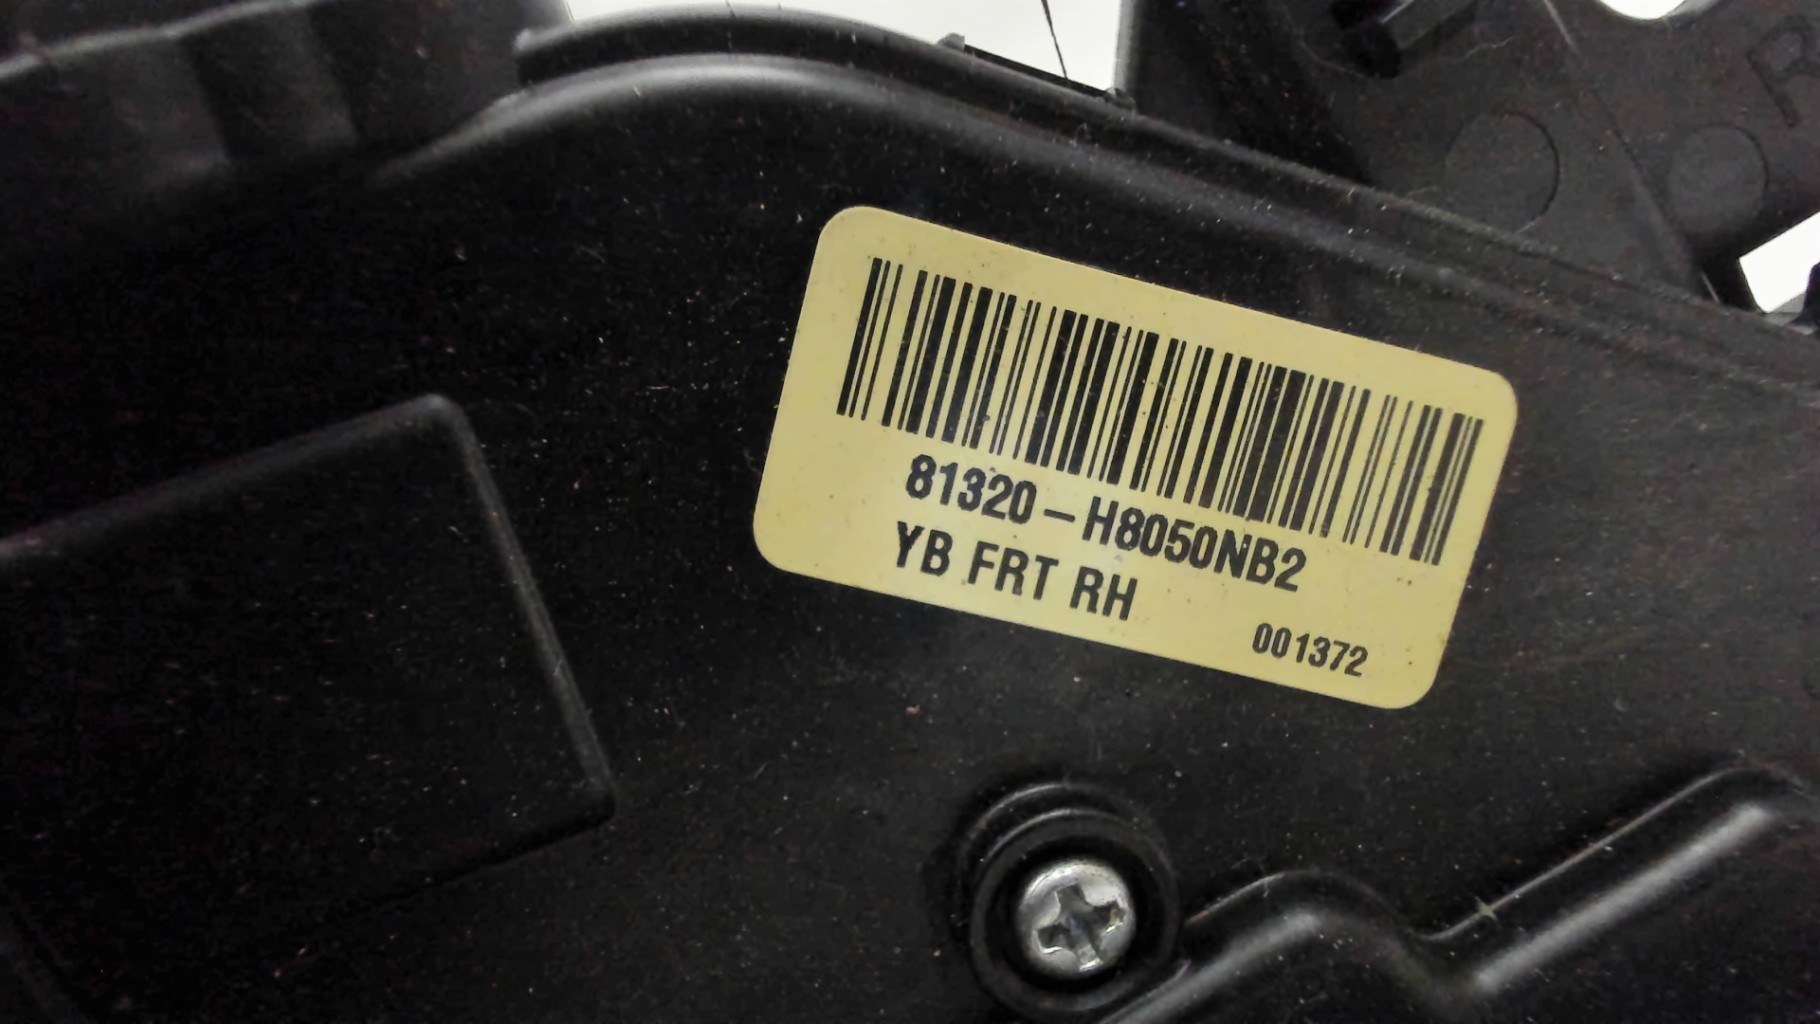 R
81320-H8050NB2
YB FRT RH
001372